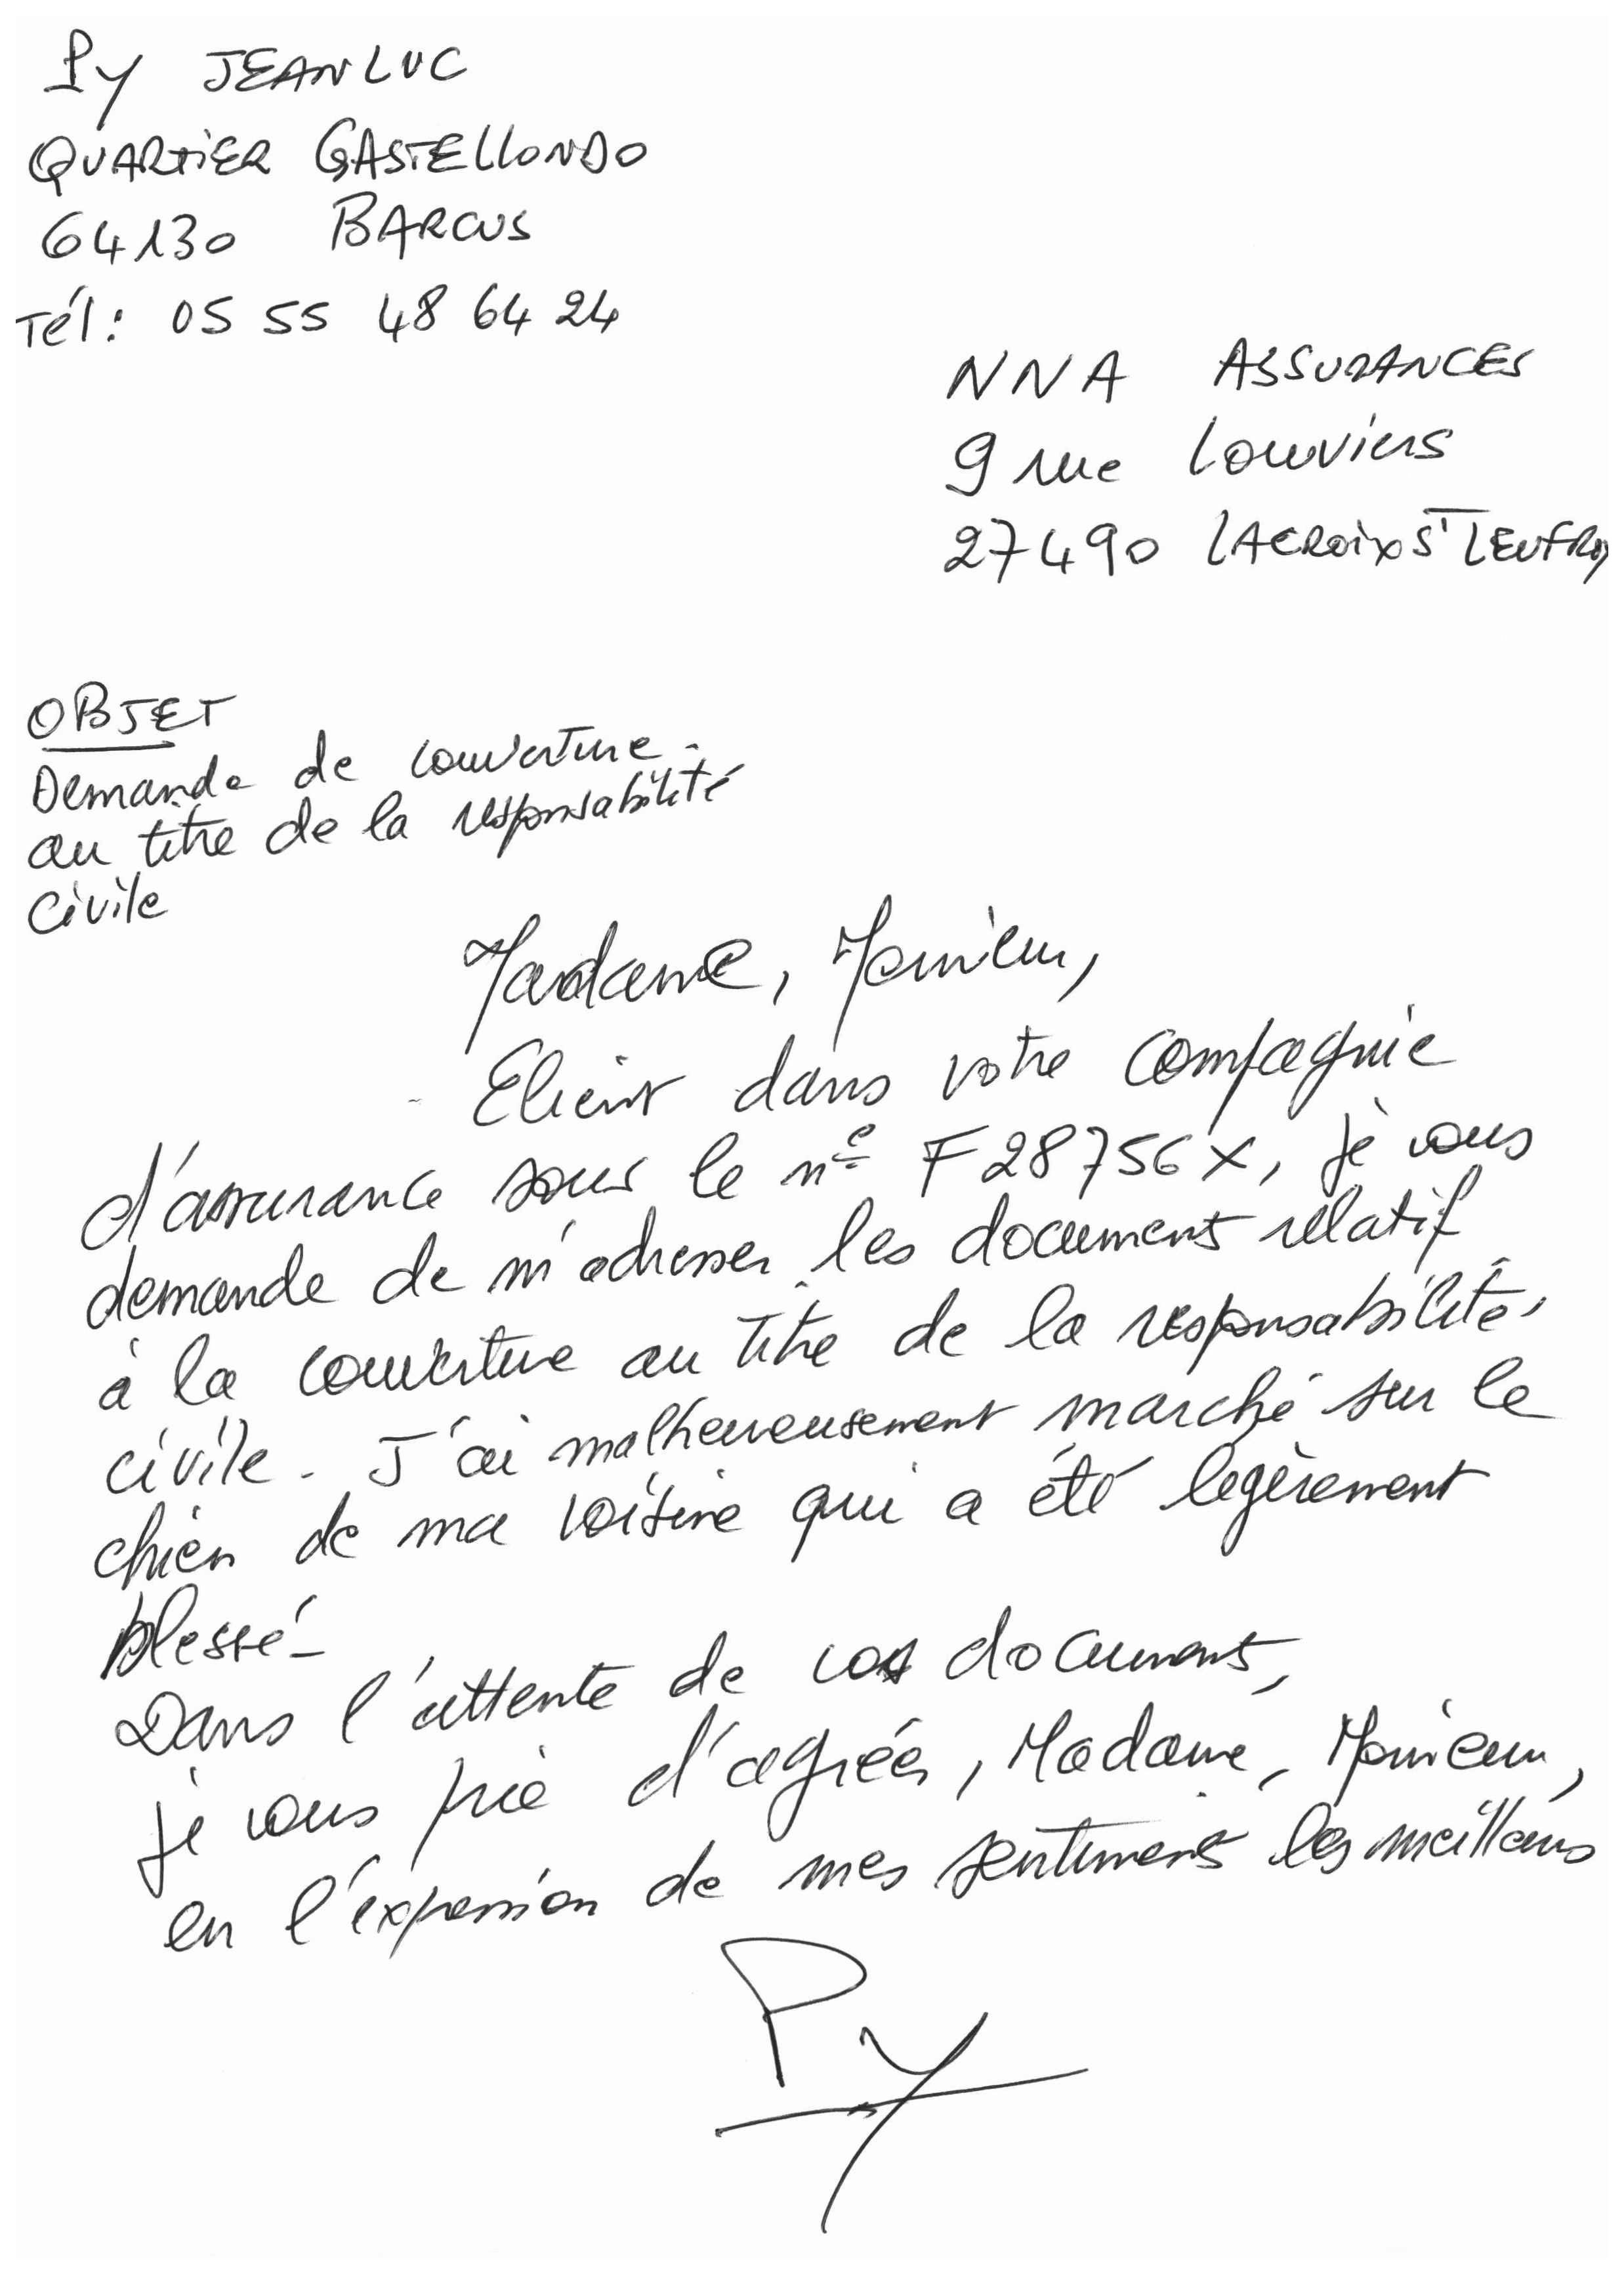 Py JEANLUC
QUARTIER GASTELLONDO
64130 BARCUS
Tél: 05 55 48 64 24
NNA ASSURANCES
9 rue Louviers
27490 LACROIX ST LEUFROY
OBJET
Demande de couverture
au titre de la responsabilité
civile
Madame, Monsieur,
Client dans votre compagnie
d'assurance sous le n° F28756X, je vous
demande de m'adresser les document relatif
à la couverture au titre de la responsabilité
civile. J'ai malheureusement marché sur le
chien de ma voisine qui a été légèrement
blessé.
Dans l'attente de vos documents,
je vous prie d'agréer, Madame, Monsieur,
en l'expression de mes sentiments les meilleurs
Py